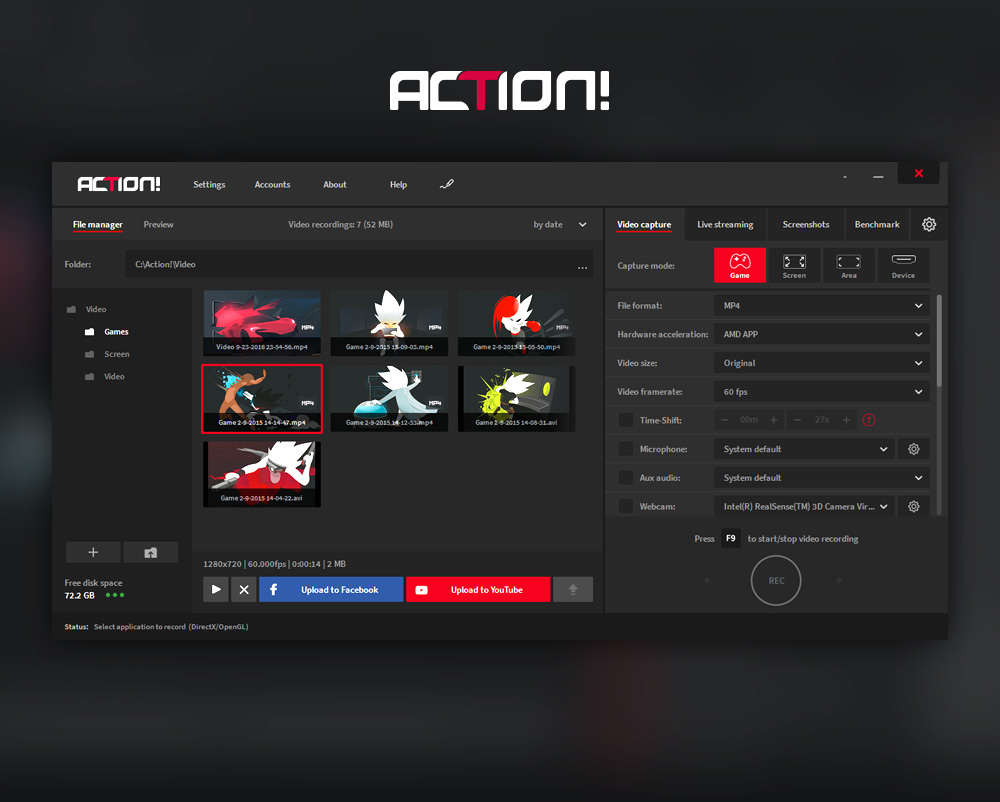 ACTION!
ACTION! Settings Accounts About Help
File manager Preview Video recordings: 7 (52 MB) by date
Video capture Live streaming Screenshots Benchmark
Folder: C:\Action!\Video ...
Capture mode: Game Screen Area Device
Video
Games
Screen
Video
MP4 MP4 MP4
Video 9-23-2016 23-54-56.mp4 Game 2-9-2015 15-09-03.mp4 Game 2-9-2015 15-05-50.mp4
MP4 MP4
Game 2-9-2015 14-14-47.mp4 Game 2-9-2015 14-12-33.mp4 Game 2-9-2015 14-08-31.avi
Game 2-9-2015 14-04-22.avi
File format: MP4
Hardware acceleration: AMD APP
Video size: Original
Video framerate: 60 fps
Time-Shift: − 00m + − 27s +
Microphone: System default
Aux audio: System default
Webcam: Intel(R) RealSense(TM) 3D Camera Vir...
Press F9 to start/stop video recording
REC
+
Free disk space
72.2 GB
1280x720 | 60.000fps | 0:00:14 | 2 MB
Upload to Facebook Upload to YouTube
Status: Select application to record (DirectX/OpenGL)